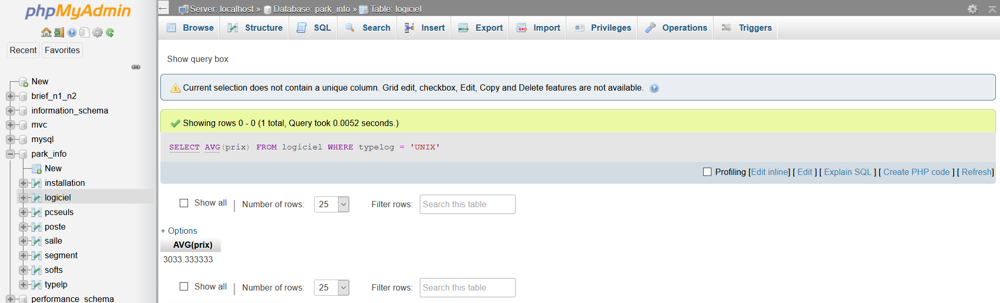 phpMyAdmin
Recent Favorites
New
brief_n1_n2
information_schema
mvc
mysql
park_info
New
installation
logiciel
pcseuls
poste
salle
segment
softs
typelp
performance_schema
Server: localhost » Database: park_info » Table: logiciel
Browse Structure SQL Search Insert Export Import Privileges Operations Triggers
Show query box
Current selection does not contain a unique column. Grid edit, checkbox, Edit, Copy and Delete features are not available.
Showing rows 0 - 0 (1 total, Query took 0.0052 seconds.)
SELECT AVG(prix) FROM logiciel WHERE typelog = 'UNIX'
Profiling [Edit inline] [ Edit ] [ Explain SQL ] [ Create PHP code ] [ Refresh]
Show all | Number of rows: 25 Filter rows: Search this table
+ Options
AVG(prix)
3033.333333
Show all | Number of rows: 25 Filter rows: Search this table